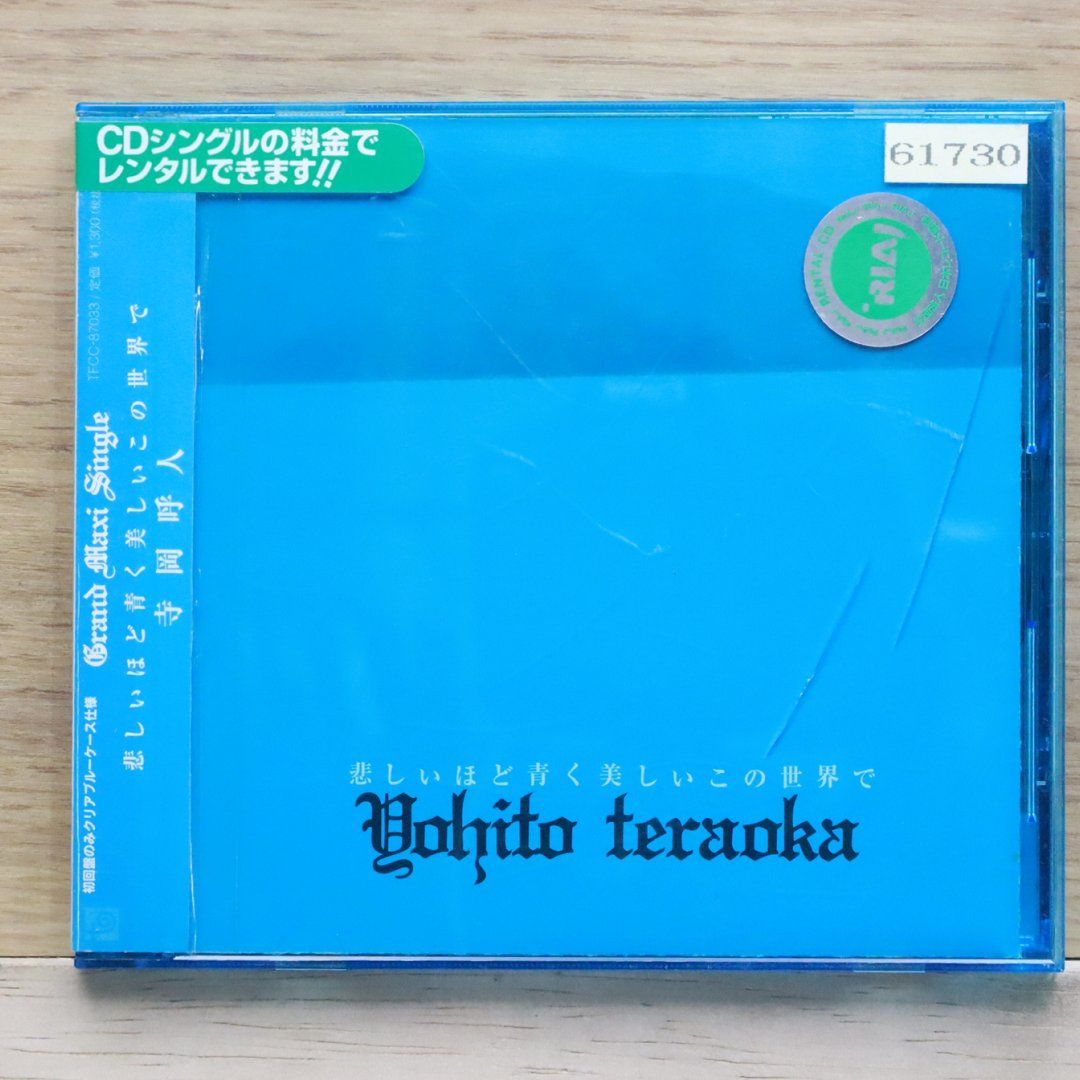 CDシングルの料金で
レンタルできます!!
61730
RENTAL CD
RIAJ
TFCC-87033 / 定価 ¥1,300
Grand Maxi Single
悲しいほど青く美しいこの世界で
寺岡呼人
初回盤のみクリアブルーケース仕様
悲しいほど青く美しいこの世界で
Yohito teraoka